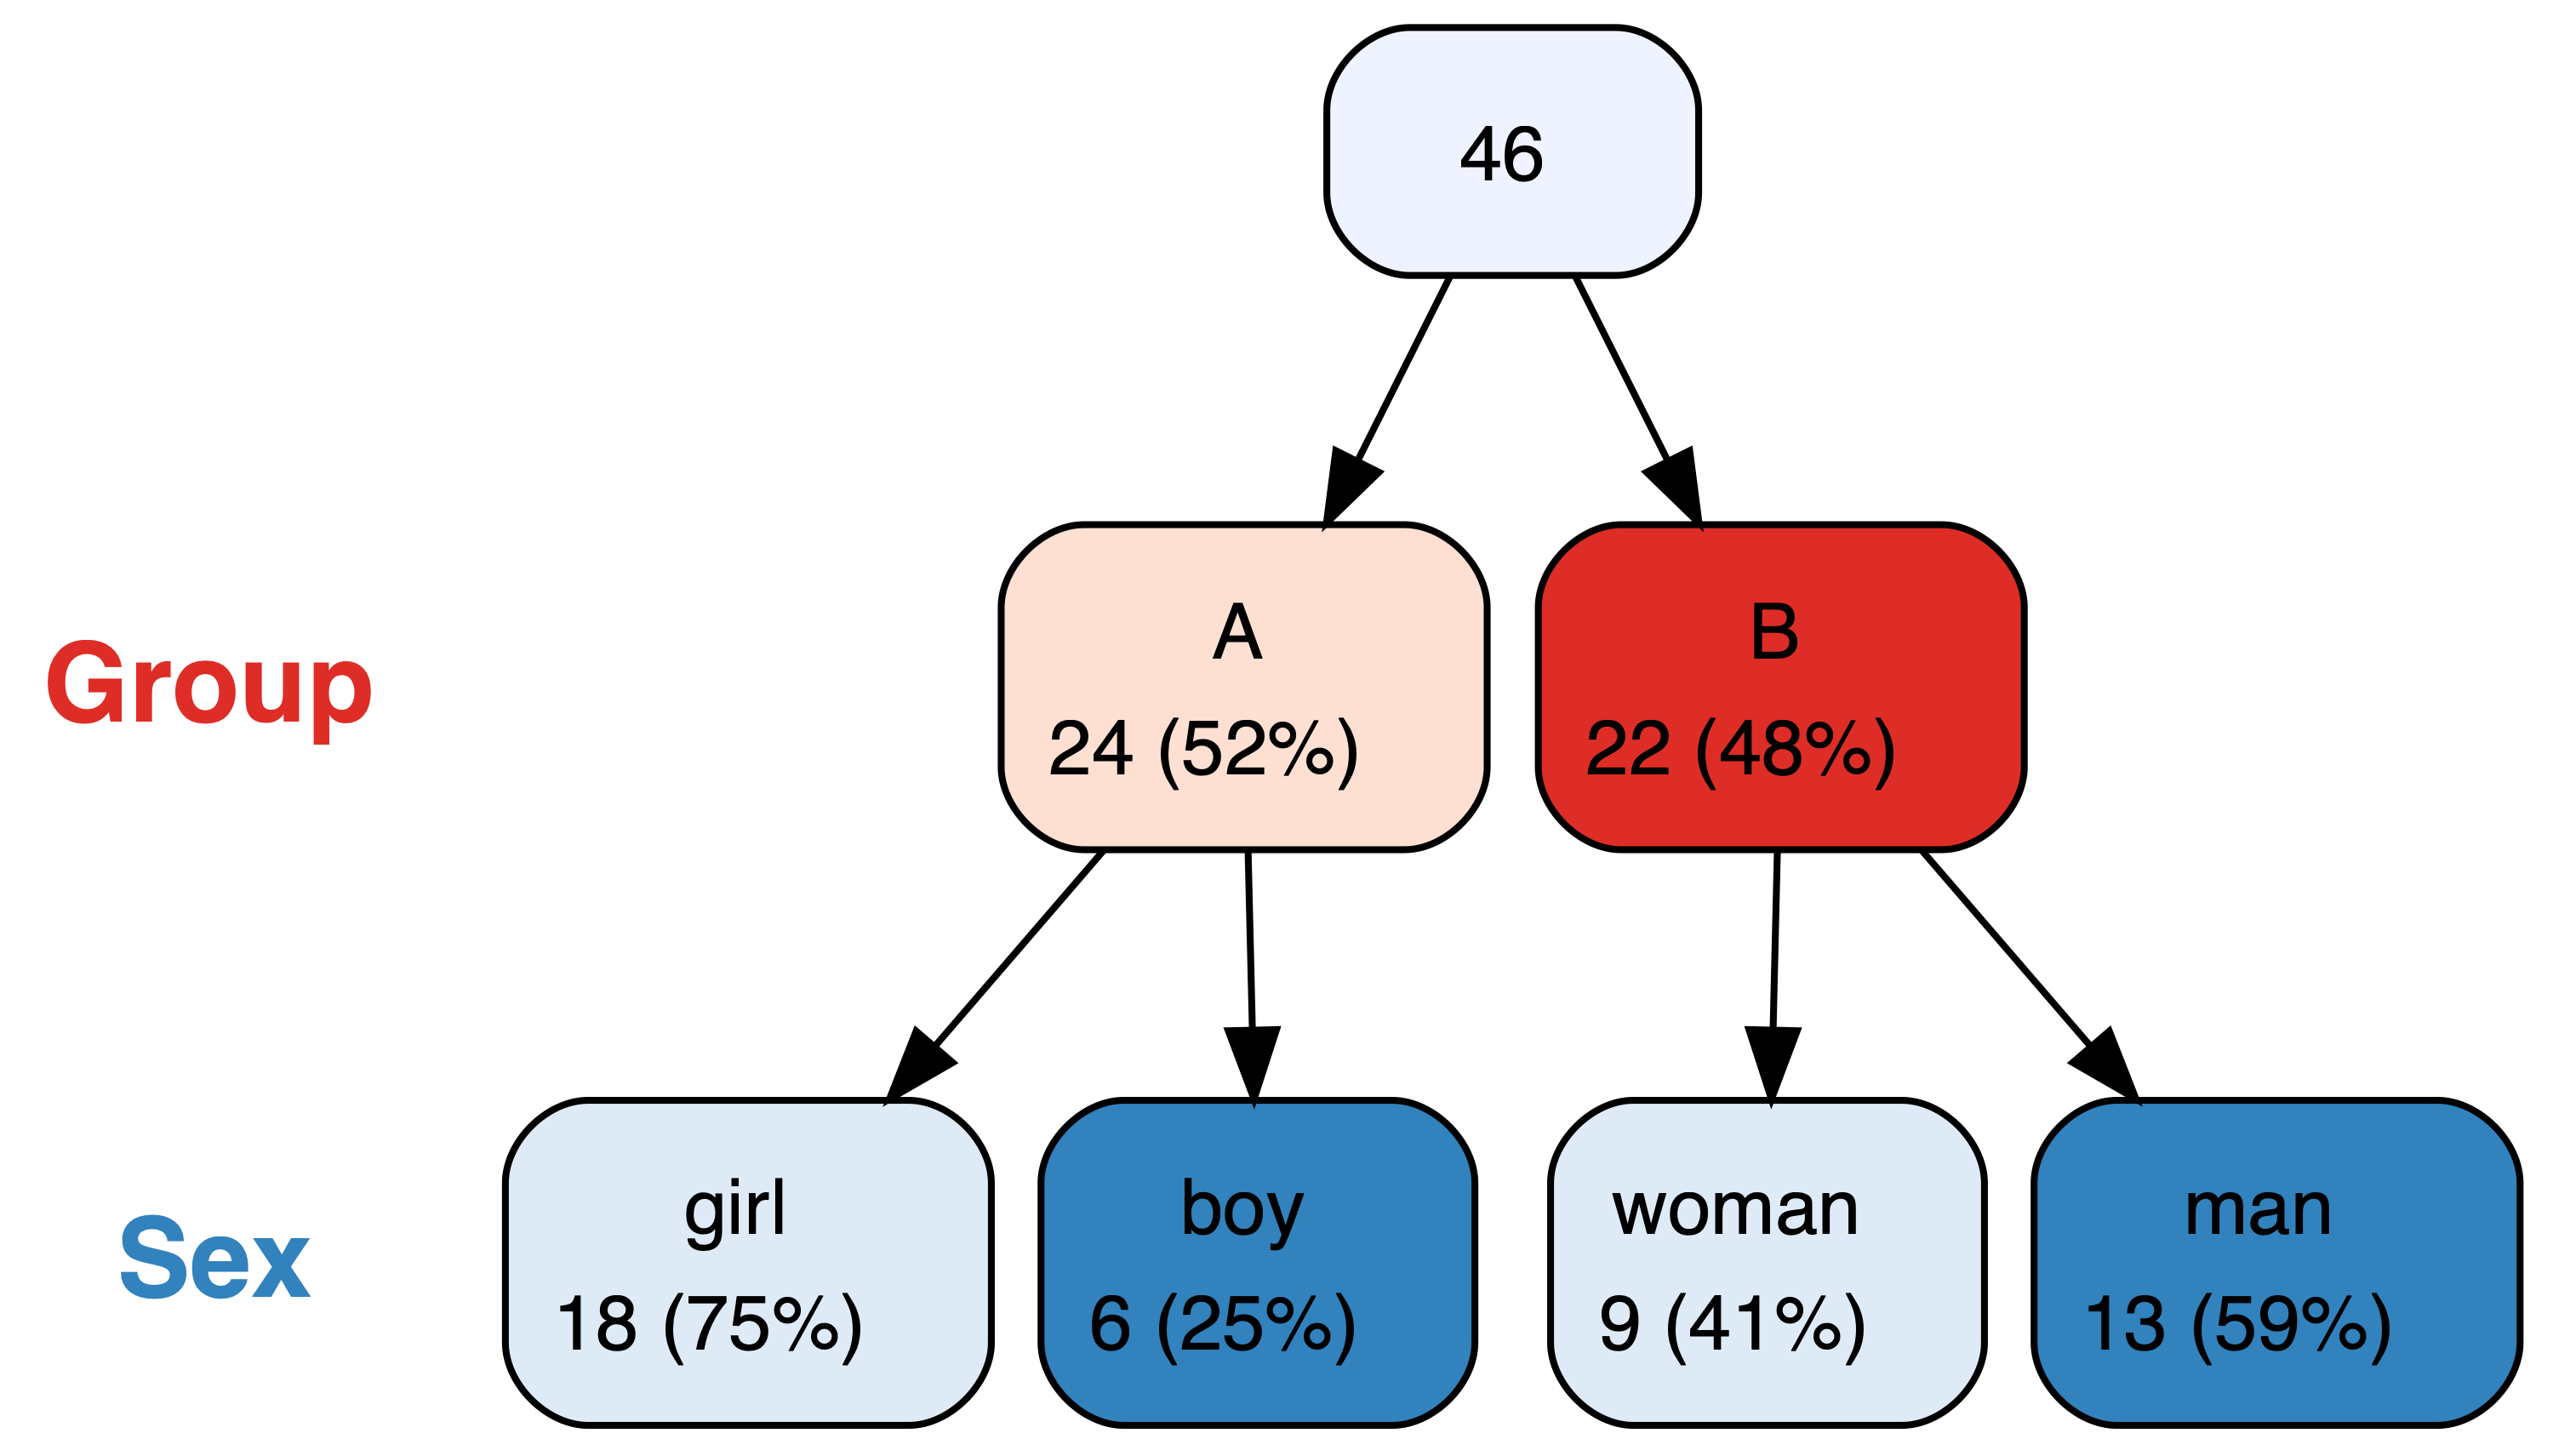 46
Group
A
24 (52%)
B
22 (48%)
Sex
girl
18 (75%)
boy
6 (25%)
woman
9 (41%)
man
13 (59%)